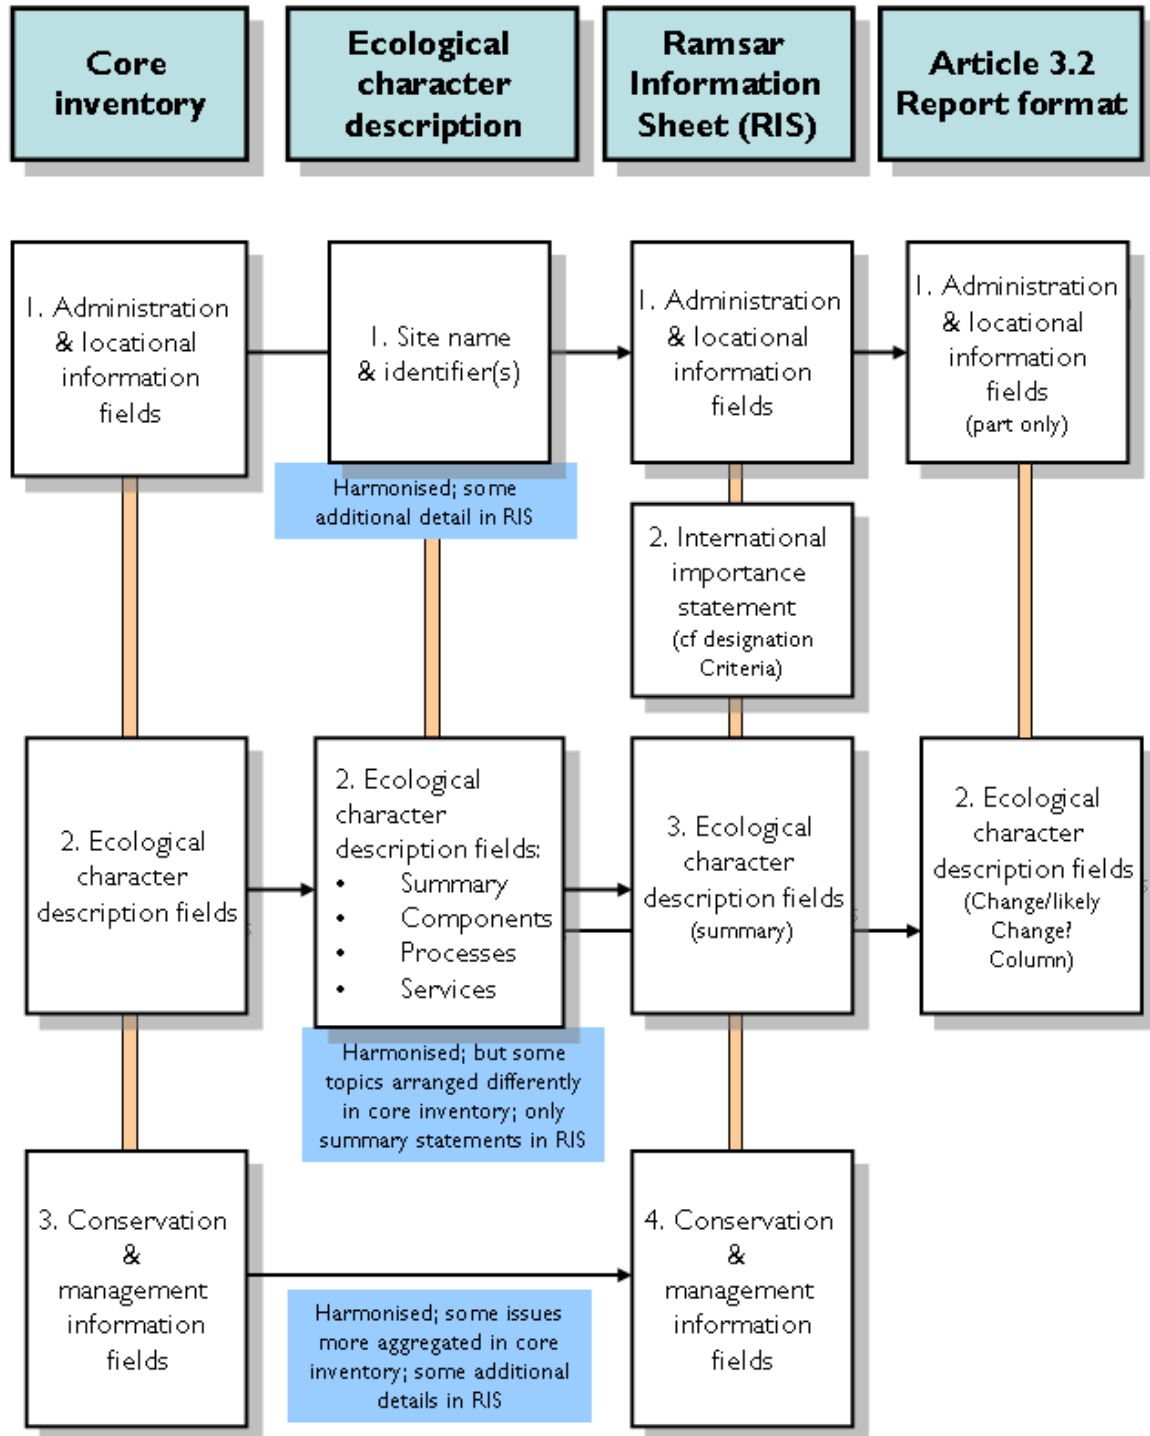 Core
inventory
Ecological
character
description
Ramsar
Information
Sheet (RIS)
Article 3.2
Report format
1. Administration
& locational
information
fields
1. Site name
& identifier(s)
1. Administration
& locational
information
fields
1. Administration
& locational
information
fields
(part only)
Harmonised; some
additional detail in RIS
2. International
importance
statement
(cf designation
Criteria)
2. Ecological
character
description fields
2. Ecological
character
description fields:
• Summary
• Components
• Processes
• Services
3. Ecological
character
description fields
(summary)
2. Ecological
character
description fields
(Change/likely
Change?
Column)
Harmonised; but some
topics arranged differently
in core inventory; only
summary statements in RIS
3. Conservation
&
management
information
fields
Harmonised; some issues
more aggregated in core
inventory; some additional
details in RIS
4. Conservation
&
management
information
fields